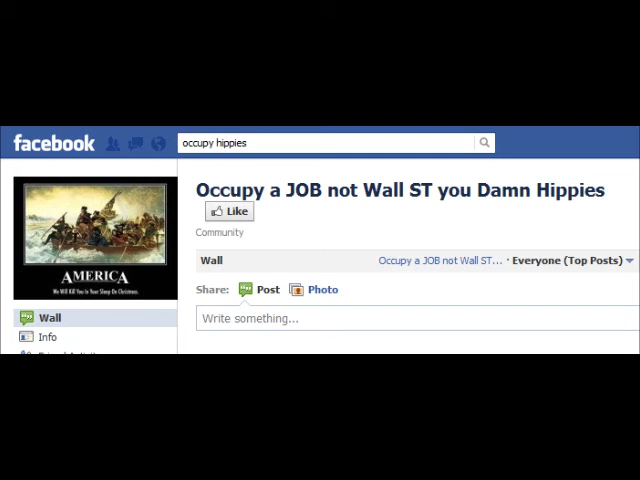 facebook
occupy hippies
Occupy a JOB not Wall ST you Damn Hippies
Like
Community
Wall
Occupy a JOB not Wall ST... · Everyone (Top Posts)
Share: Post Photo
Write something...
AMERICA
We Will Kill You In Your Sleep On Christmas.
Wall
Info